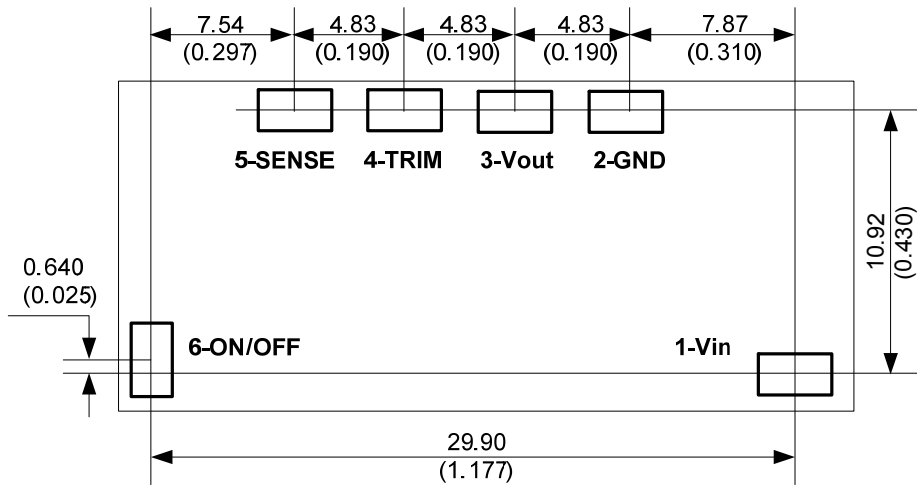 7.54
(0.297)
4.83
(0.190)
4.83
(0.190)
4.83
(0.190)
7.87
(0.310)
5-SENSE
4-TRIM
3-Vout
2-GND
10.92
(0.430)
0.640
(0.025)
6-ON/OFF
1-Vin
29.90
(1.177)